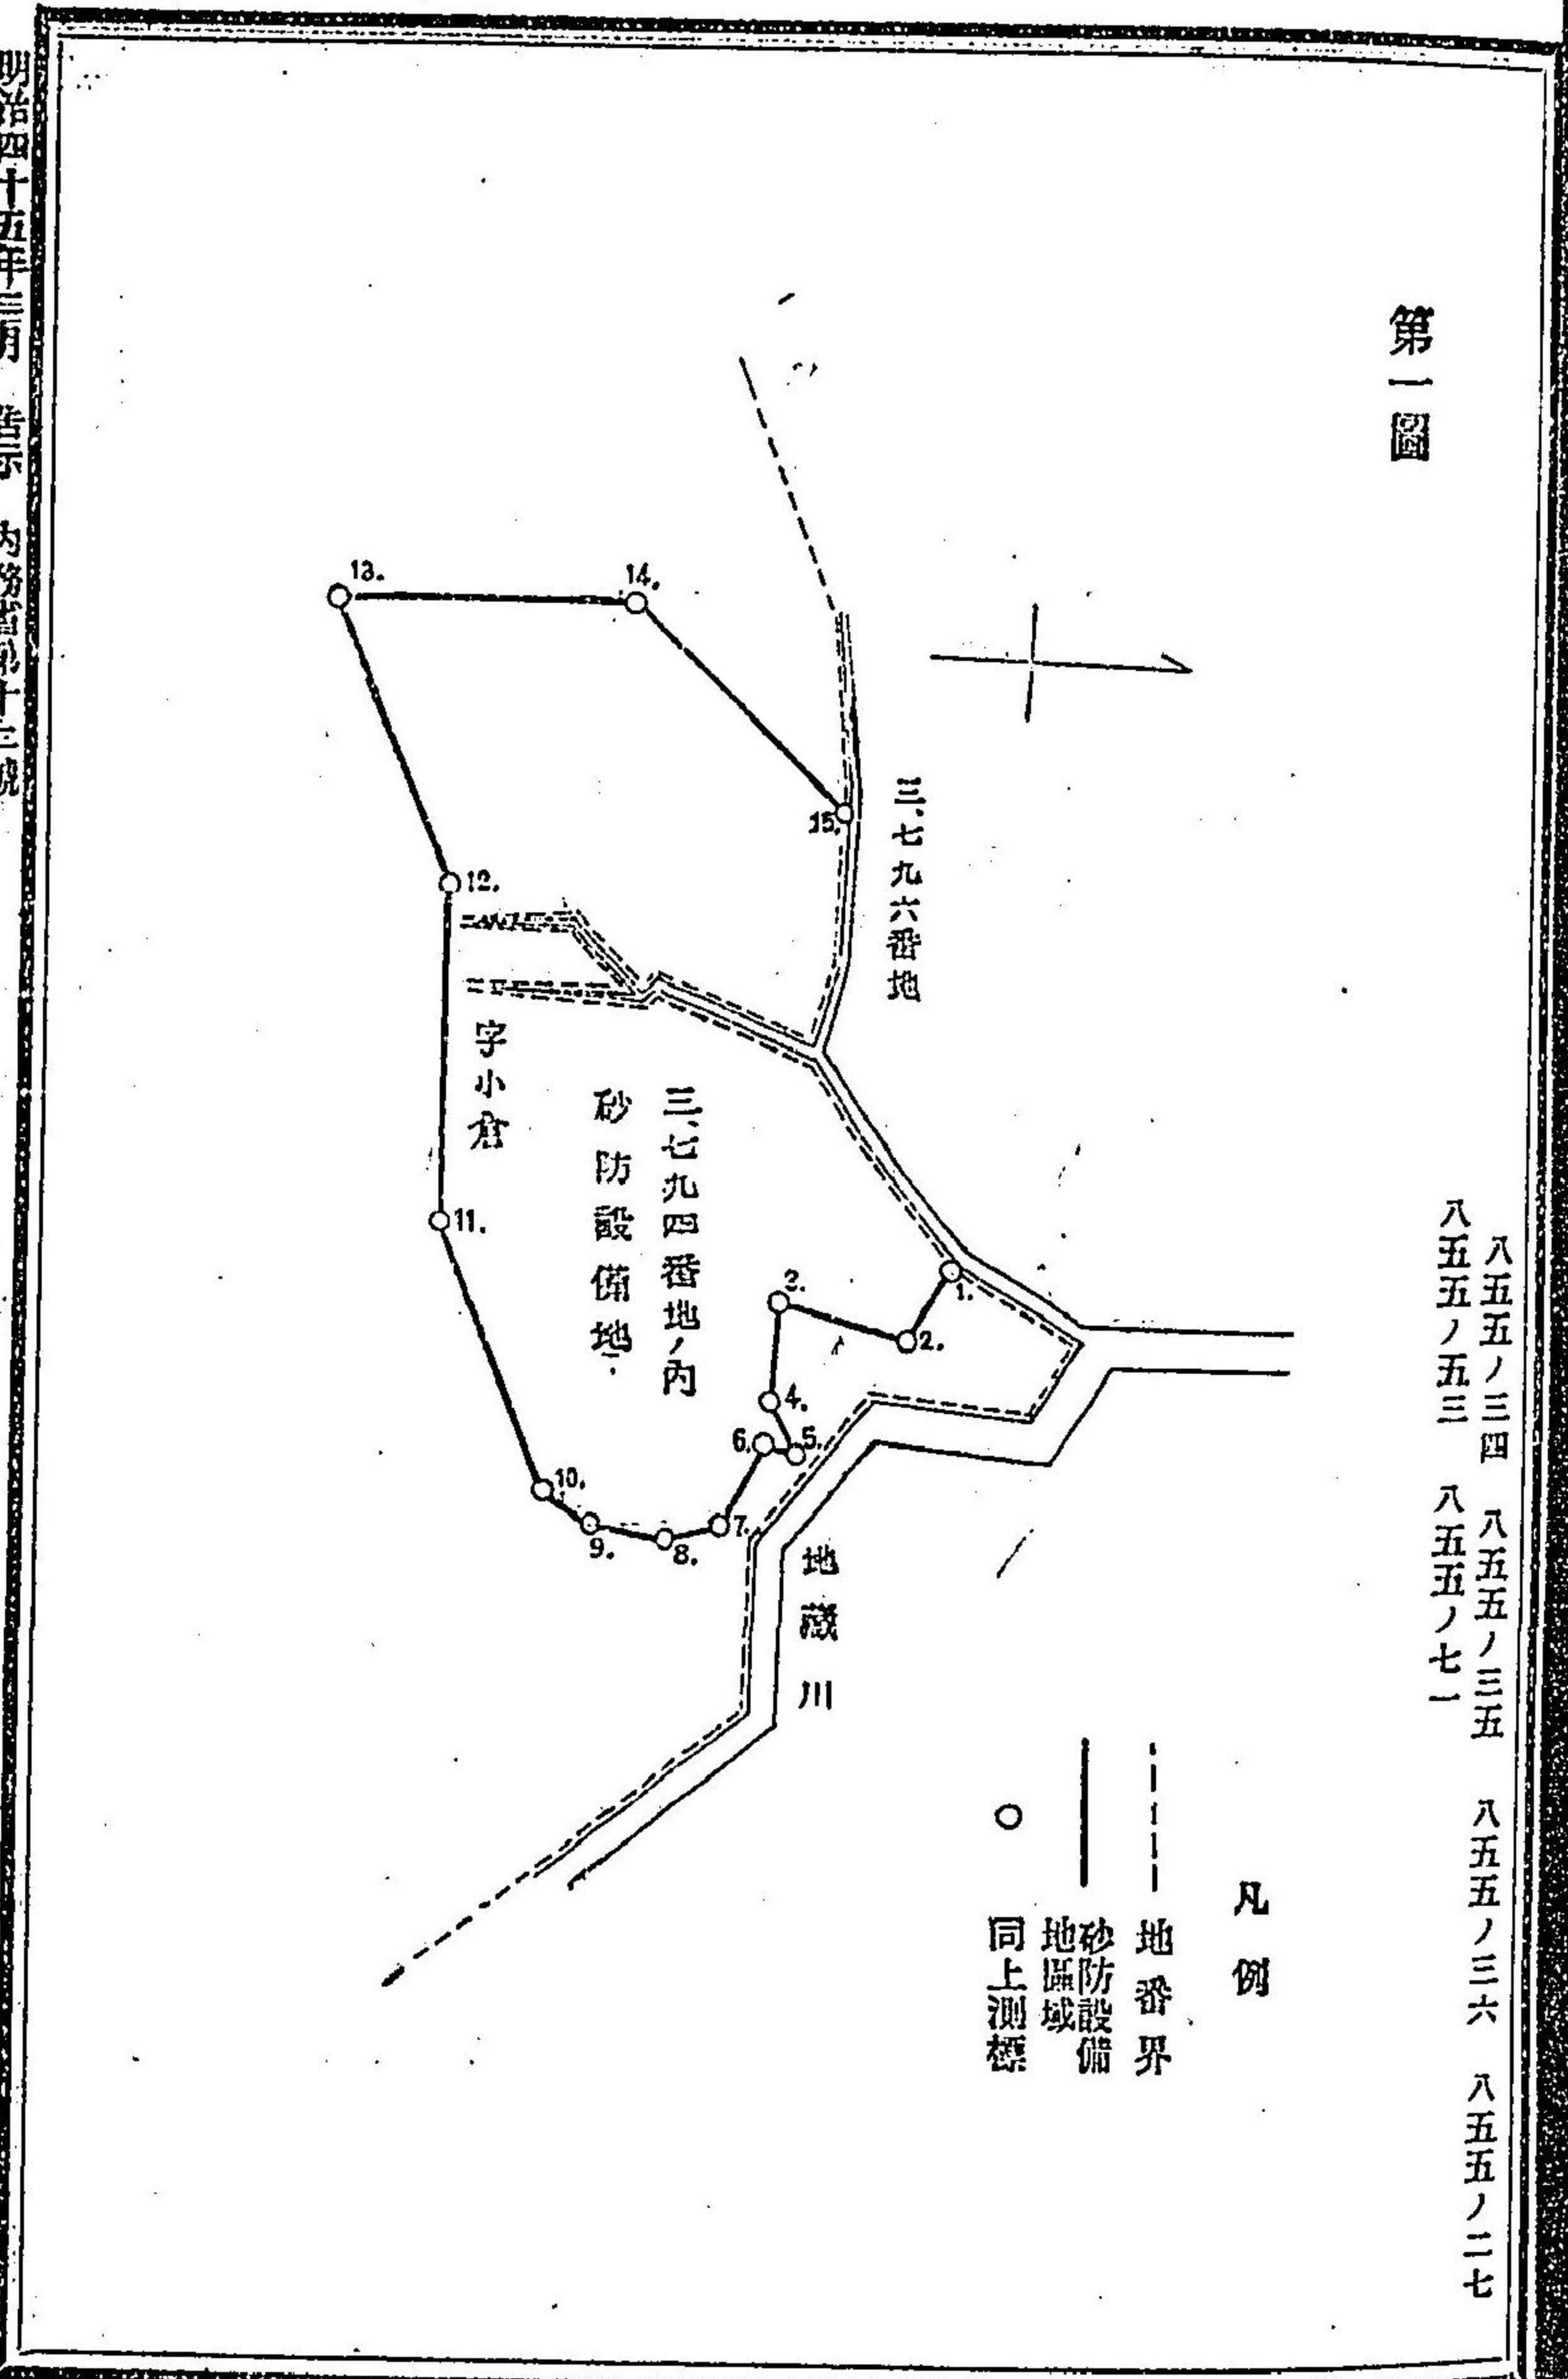 八五五ノ三四　八五五ノ三五　八五五ノ三六　八五五ノ二七
八五五ノ五三　八五五ノ七一
第一圖
凡例
地番界
砂防設備
地區域
同上測標
三、七九六番地
地藏川
三、七九四番地ノ內
砂防設備地
字小倉
1.
2.
3.
4.
5.
6.
7.
8.
9.
10.
11.
12.
13.
14.
15.
明治四十五年三月　告示　內務省第十三號